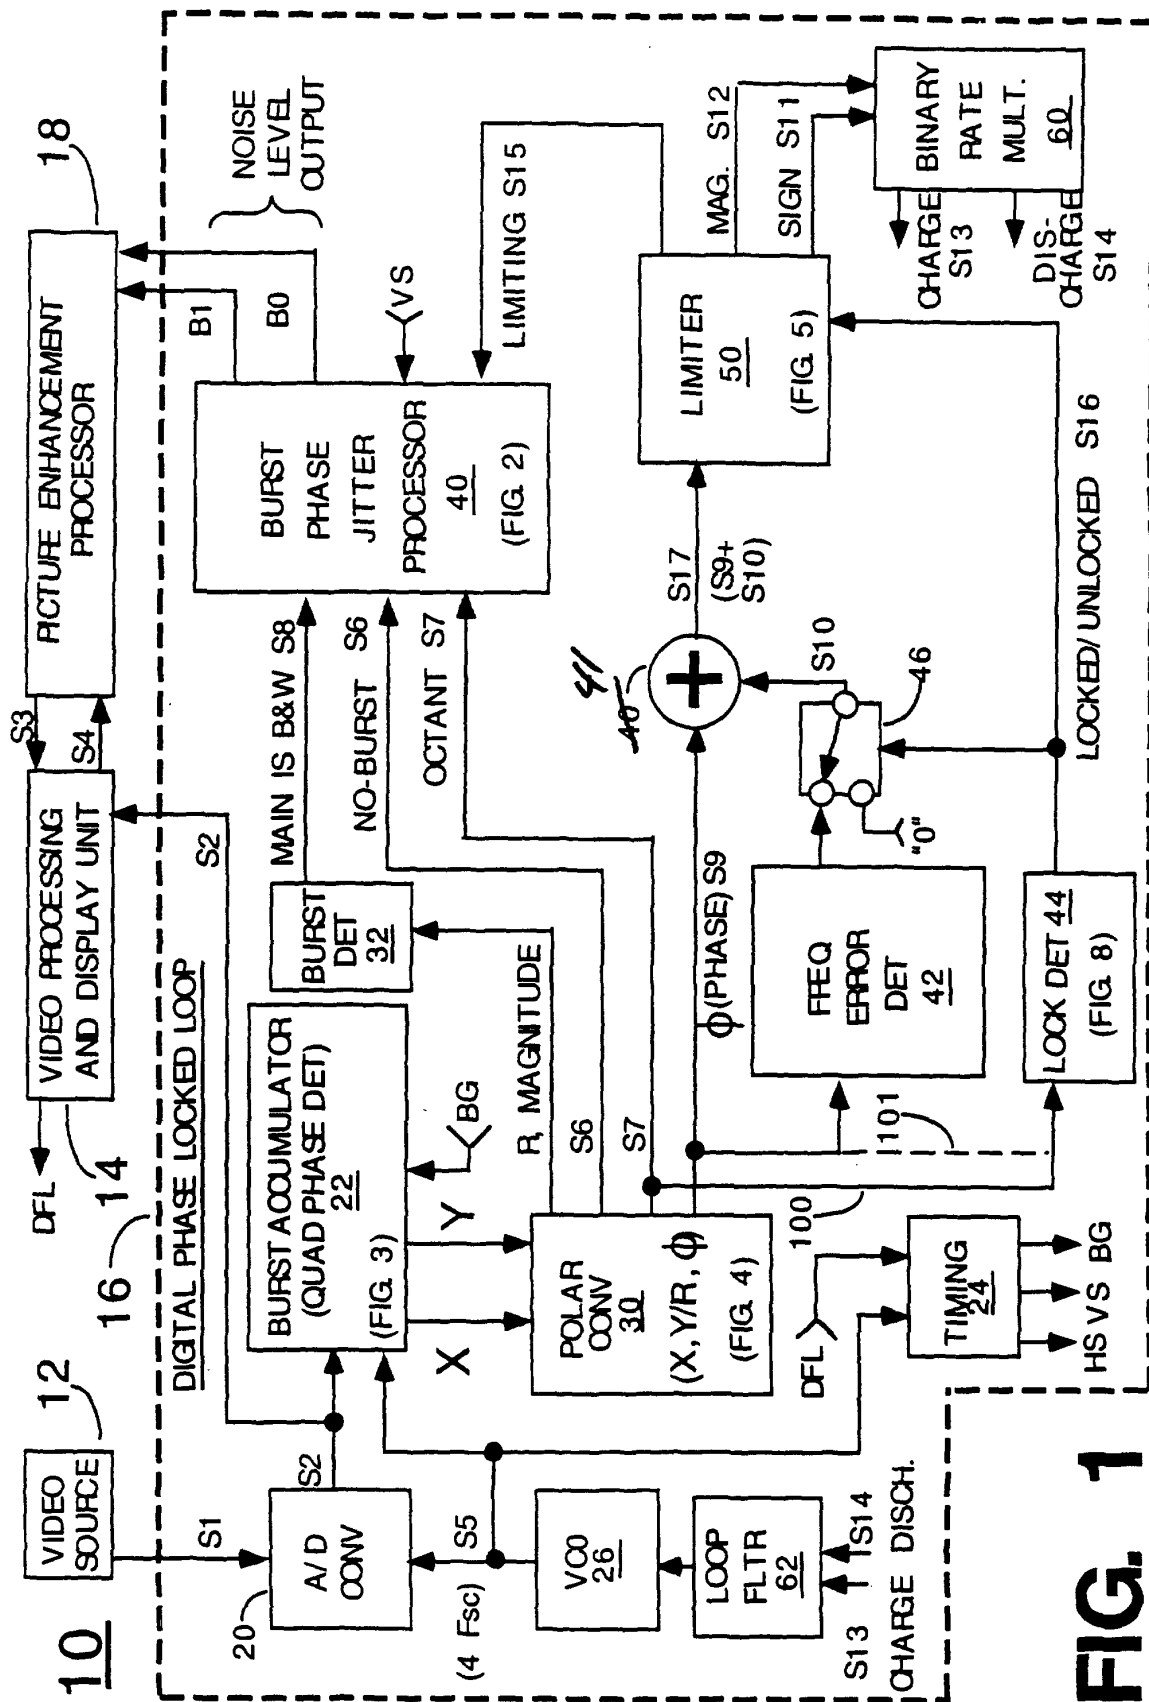 10
VIDEO
SOURCE
12
S1
16
DIGITAL PHASE LOCKED LOOP
DFL
14
VIDEO PROCESSING
AND DISPLAY UNIT
S3
S4
PICTURE ENHANCEMENT
PROCESSOR
18
S2
B1
B0
NOISE
LEVEL
OUTPUT
20
A/D
CONV
S2
S5
(4 Fsc)
BURST ACCUMULATOR
(QUAD PHASE DET)
22
(FIG. 3)
BG
X
Y
BURST
DET
32
R, MAGNITUDE
MAIN IS B&W S8
NO-BURST S6
OCTANT S7
BURST
PHASE
JITTER
PROCESSOR
40
(FIG. 2)
VS
LIMITING S15
VCO
26
POLAR
CONV
30
(X, Y/R, ϕ)
(FIG. 4)
S6
S7
ϕ(PHASE) S9
41
40
+
S17
(S9+
S10)
S10
LIMITER
50
(FIG. 5)
MAG. S12
SIGN S11
BINARY
RATE
MULT.
60
CHARGE
S13
DIS-
CHARGE
S14
LOOP
FLTR
62
S13
S14
CHARGE DISCH.
DFL
TIMING
24
HS VS BG
100
101
FREQ
ERROR
DET
42
"0"
46
LOCK DET 44
(FIG. 8)
LOCKED/UNLOCKED S16
FIG. 1